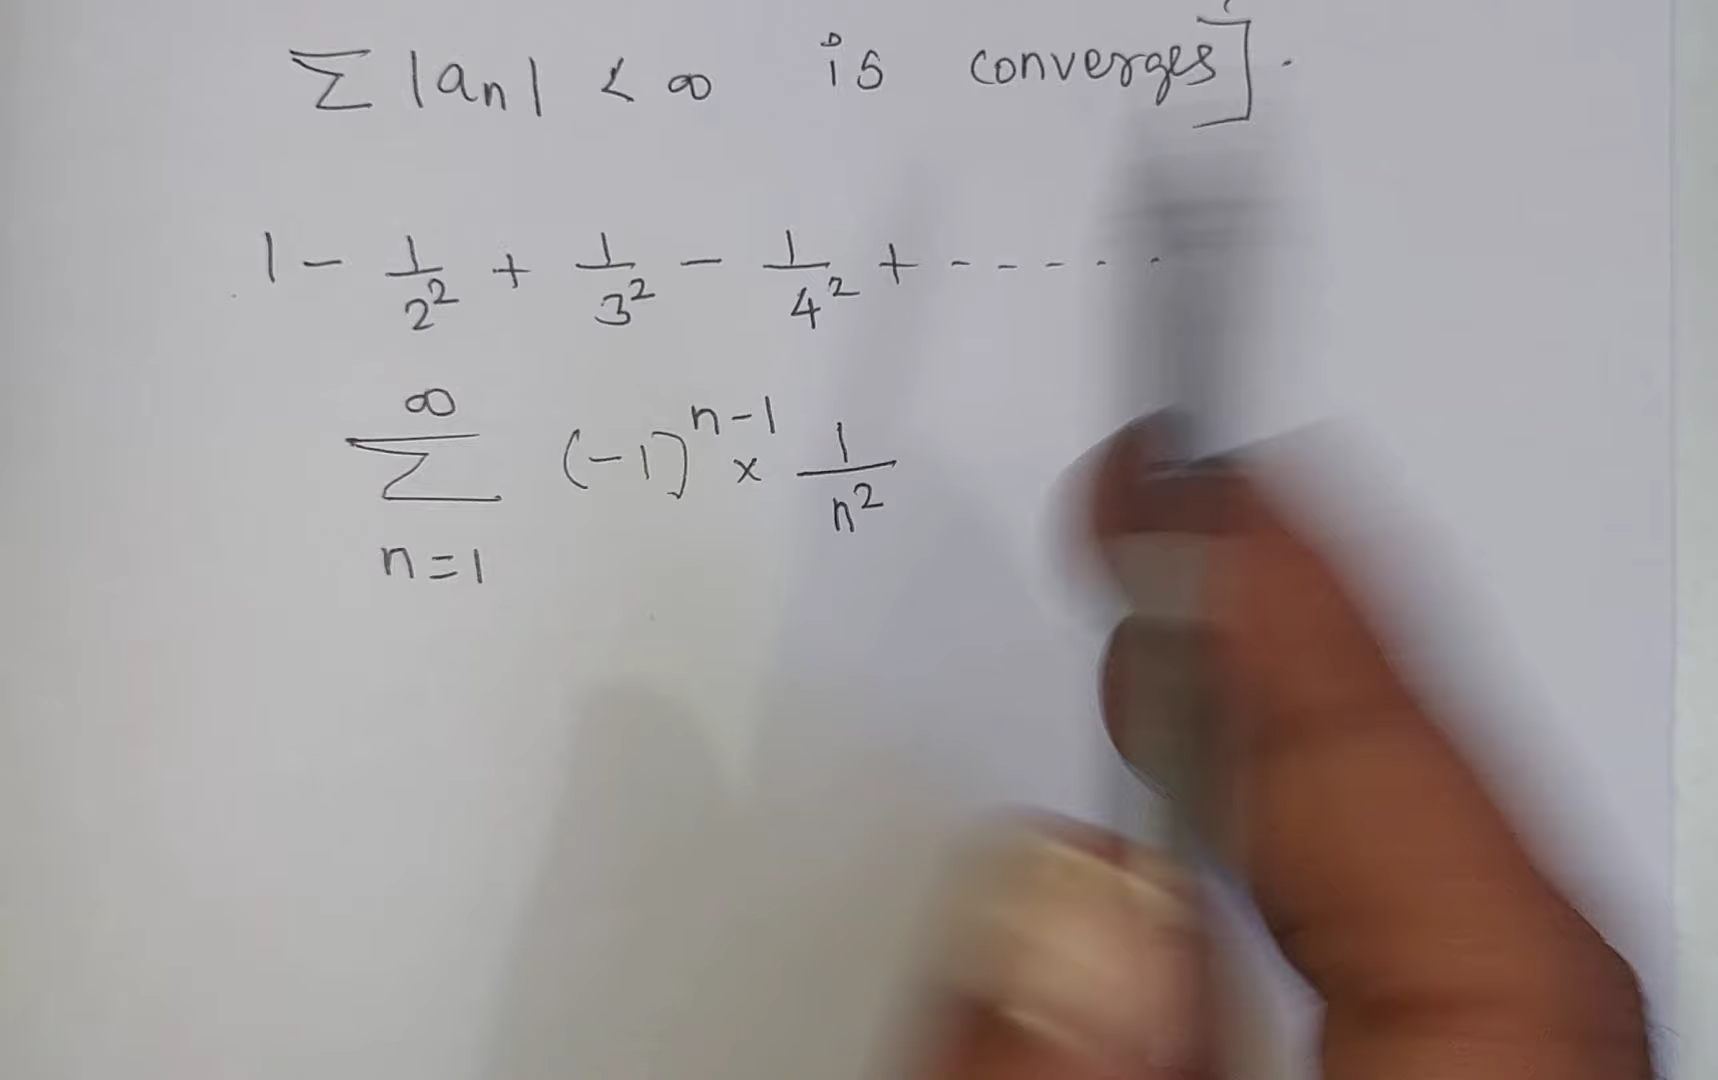 Σ |aₙ| < ∞ is converges].
1 - 1/2² + 1/3² - 1/4² + - - - - - -
∞
Σ (-1)ⁿ⁻¹ × 1/n²
n=1